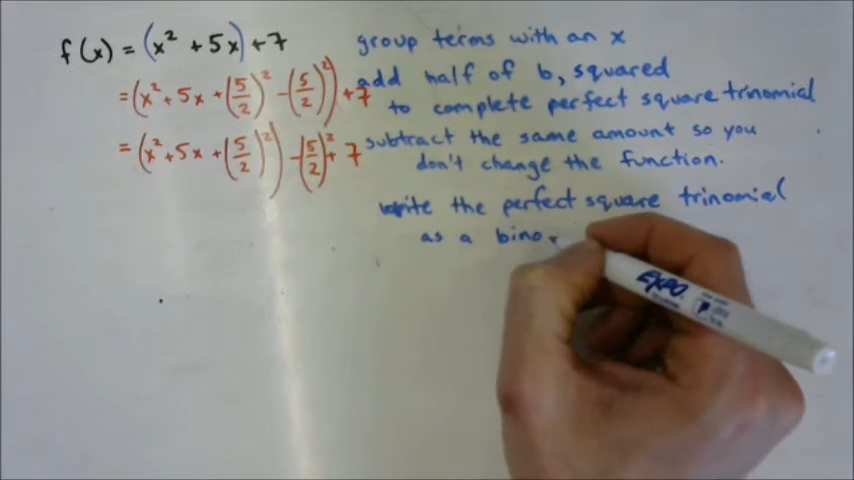 f(x) = (x² + 5x) + 7
= (x² + 5x + (5/2)² - (5/2)²) + 7
= (x² + 5x + (5/2)²) - (5/2)² + 7
group terms with an x
add half of b, squared
to complete perfect square trinomial
subtract the same amount so you
don't change the function.
write the perfect square trinomial
as a bino
EXPO